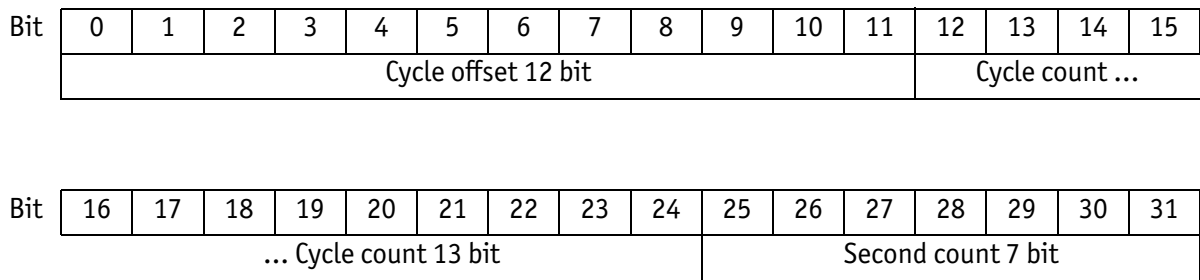 Bit 0 1 2 3 4 5 6 7 8 9 10 11 12 13 14 15
Cycle offset 12 bit Cycle count ...
Bit 16 17 18 19 20 21 22 23 24 25 26 27 28 29 30 31
... Cycle count 13 bit Second count 7 bit